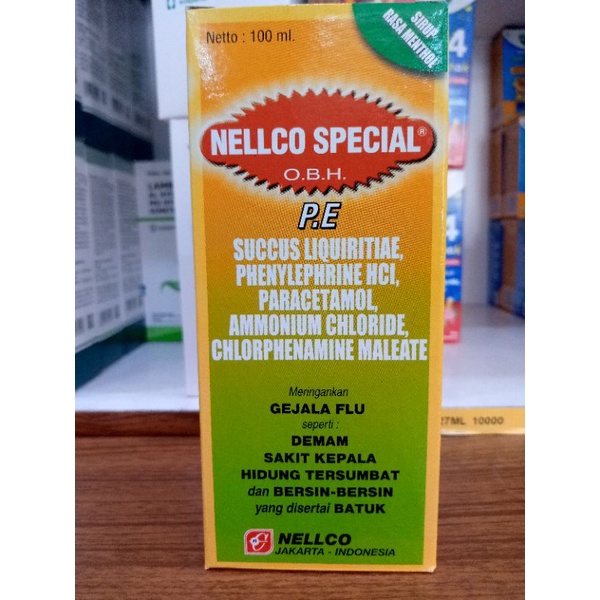 Netto : 100 ml.
SIRUP
RASA MENTHOL
NELLCO SPECIAL®
O.B.H.
P.E
SUCCUS LIQUIRITIAE,
PHENYLEPHRINE HCl,
PARACETAMOL,
AMMONIUM CHLORIDE,
CHLORPHENAMINE MALEATE
Meringankan
GEJALA FLU
seperti :
DEMAM
SAKIT KEPALA
HIDUNG TERSUMBAT
dan BERSIN-BERSIN
yang disertai BATUK
NELLCO
JAKARTA - INDONESIA
27ML 10000